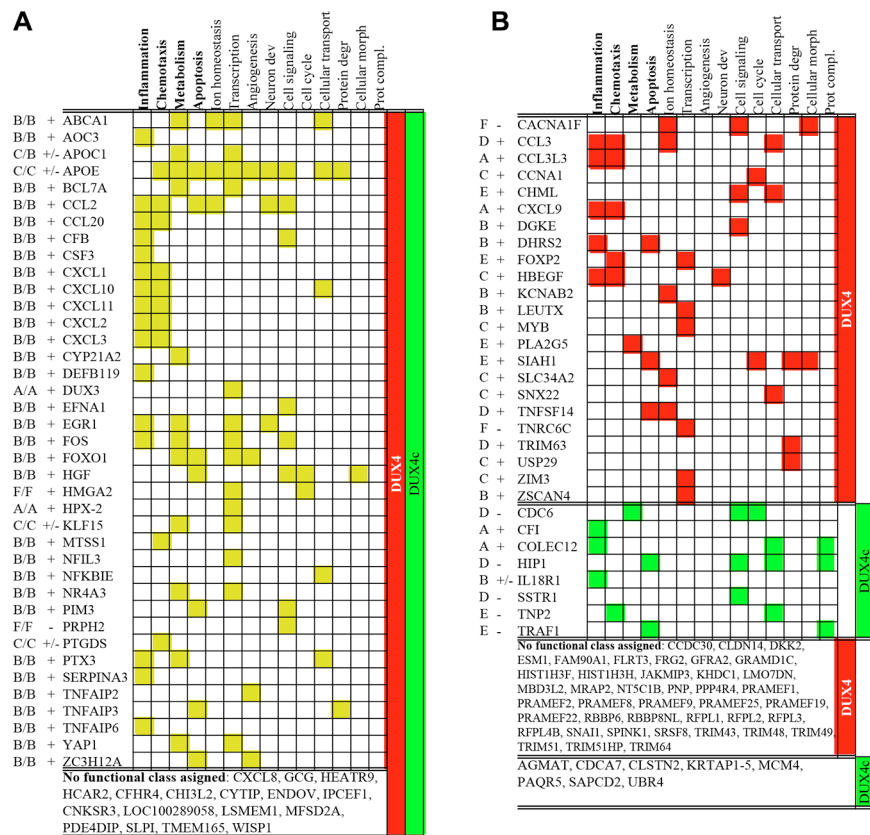 A
Inflammation
Chemotaxis
Metabolism
Apoptosis
Ion homeostasis
Transcription
Angiogenesis
Neuron dev
Cell signaling
Cell cycle
Cellular transport
Protein degr
Cellular morph
Prot compl.
B/B + ABCA1
B/B + AOC3
C/B +/- APOC1
C/C +/- APOE
B/B + BCL7A
B/B + CCL2
B/B + CCL20
B/B + CFB
B/B + CSF3
B/B + CXCL1
B/B + CXCL10
B/B + CXCL11
B/B + CXCL2
B/B + CXCL3
B/B + CYP21A2
B/B + DEFB119
A/A + DUX3
B/B + EFNA1
B/B + EGR1
B/B + FOS
B/B + FOXO1
B/B + HGF
F/F + HMGA2
A/A + HPX-2
C/C +/- KLF15
B/B + MTSS1
B/B + NFIL3
B/B + NFKBIE
B/B + NR4A3
B/B + PIM3
F/F - PRPH2
C/C +/- PTGDS
B/B + PTX3
B/B + SERPINA3
B/B + TNFAIP2
B/B + TNFAIP3
B/B + TNFAIP6
B/B + YAP1
B/B + ZC3H12A
No functional class asigned: CXCL8, GCG, HEATR9,
HCAR2, CFHR4, CHI3L2, CYTIP, ENDOV, IPCEF1,
CNKSR3, LOC100289058, LSMEM1, MFSD2A,
PDE4DIP, SLPI, TMEM165, WISP1
DUX4
DUX4c
B
Inflammation
Chemotaxis
Metabolism
Apoptosis
Ion homeostasis
Transcription
Angiogenesis
Neuron dev
Cell signaling
Cell cycle
Cellular transport
Protein degr
Cellular morph
Prot compl.
F - CACNA1F
D + CCL3
A + CCL3L3
C + CCNA1
E + CHML
A + CXCL9
B + DGKE
B + DHRS2
E + FOXP2
C + HBEGF
B + KCNAB2
B + LEUTX
C + MYB
E + PLA2G5
E + SIAH1
C + SLC34A2
C + SNX22
D + TNFSF14
F - TNRC6C
D + TRIM63
C + USP29
C + ZIM3
B + ZSCAN4
DUX4
D - CDC6
A + CFI
A + COLEC12
D - HIP1
B +/- IL18R1
D - SSTR1
E - TNP2
E - TRAF1
DUX4c
No functional class assigned: CCDC30, CLDN14, DKK2,
ESM1, FAM90A1, FLRT3, FRG2, GFRA2, GRAMD1C,
HIST1H3F, HIST1H3H, JAKMIP3, KHDC1, LMO7DN,
MBD3L2, MRAP2, NT5C1B, PNP, PPP4R4, PRAMEF1,
PRAMEF2, PRAMEF8, PRAMEF9, PRAMEF25, PRAMEF19,
PRAMEF22, RBBP6, RBBP8NL, RFPL1, RFPL2, RFPL3,
RFPL4B, SNAI1, SPINK1, SRSF8, TRIM43, TRIM48, TRIM49,
TRIM51, TRIM51HP, TRIM64
DUX4
AGMAT, CDCA7, CLSTN2, KRTAP1-5, MCM4,
PAQR5, SAPCD2, UBR4
DUX4c